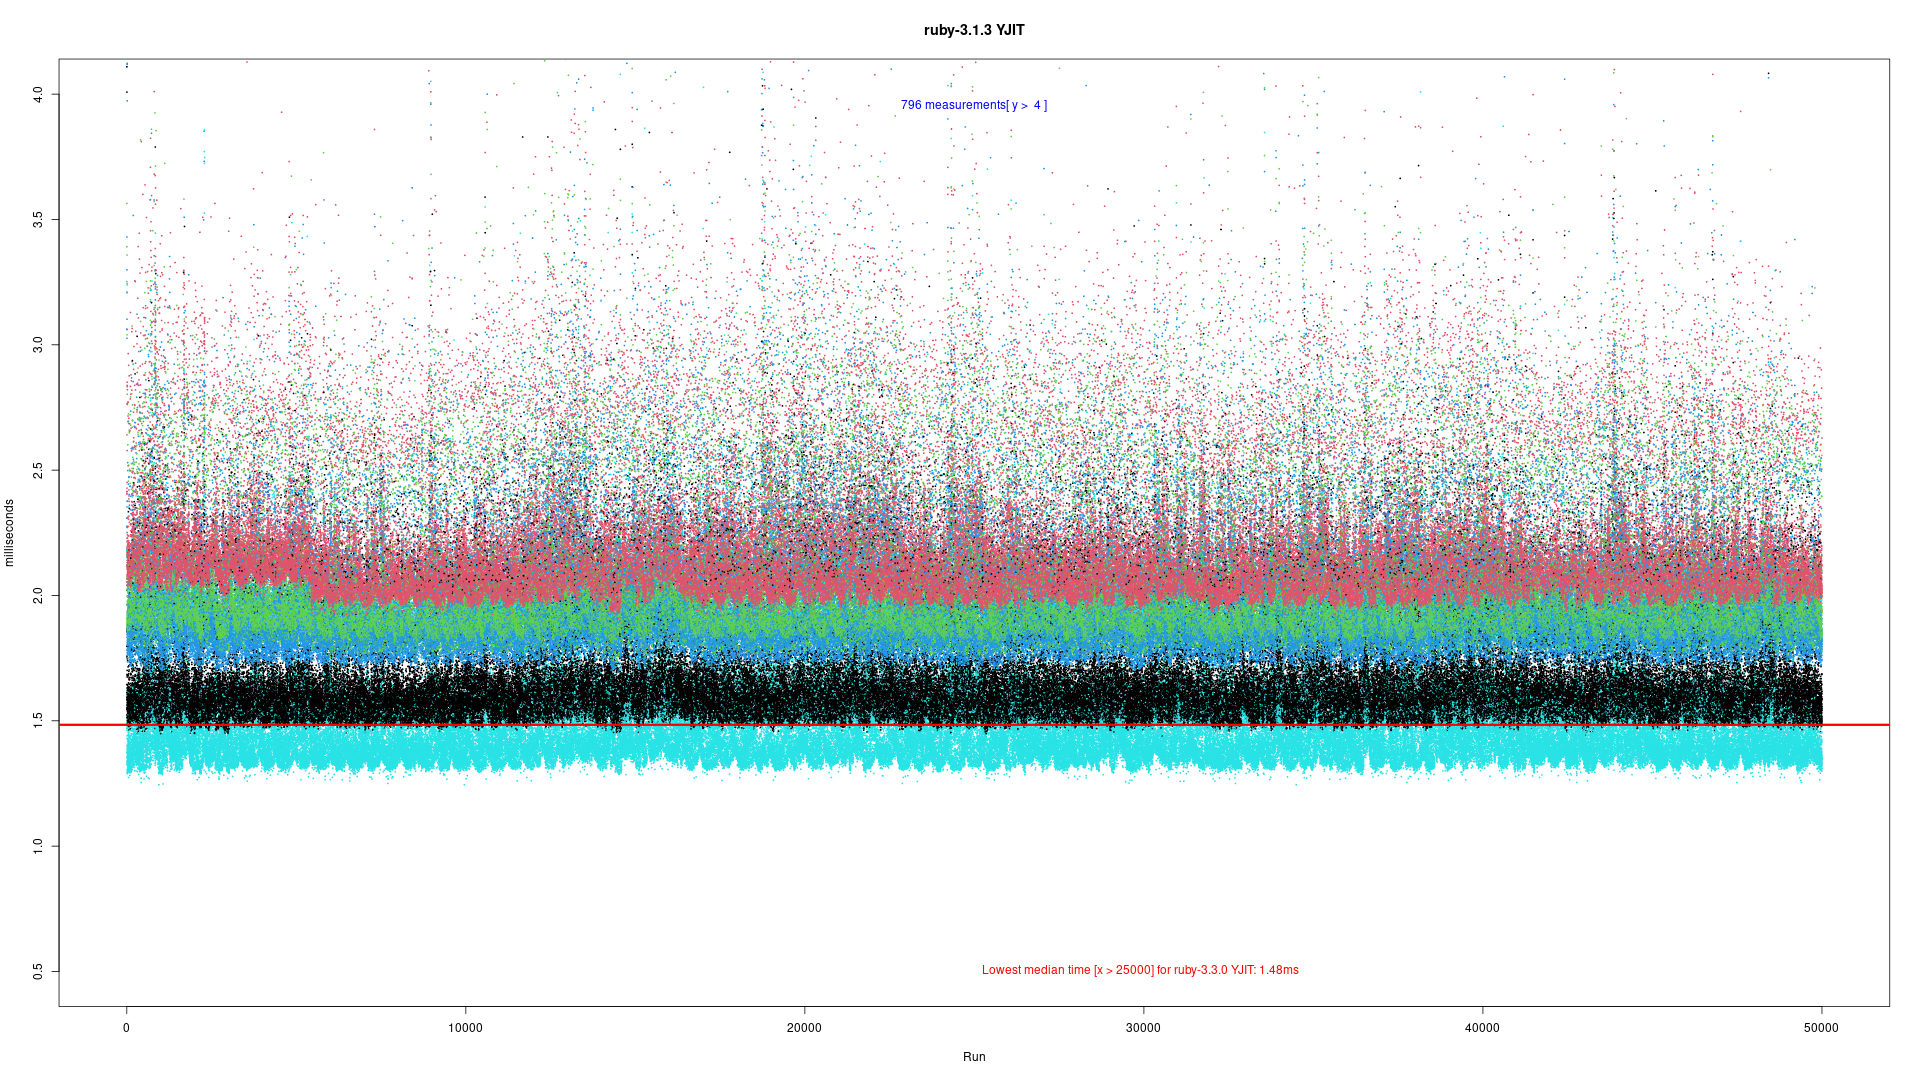 ruby-3.1.3 YJIT
796 measurements[ y > 4 ]
4.0
3.5
3.0
2.5
2.0
1.5
1.0
0.5
milliseconds
Lowest median time [x > 25000] for ruby-3.3.0 YJIT: 1.48ms
0 10000 20000 30000 40000 50000
Run